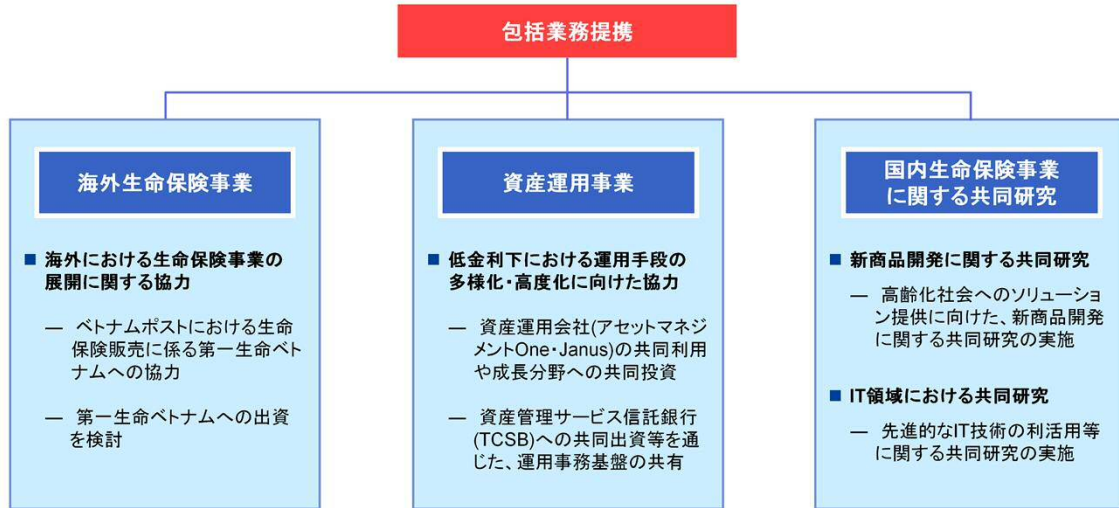 包括業務提携
海外生命保険事業
■ 海外における生命保険事業の
展開に関する協力
― ベトナムポストにおける生命
保険販売に係る第一生命ベト
ナムへの協力
― 第一生命ベトナムへの出資
を検討
資産運用事業
■ 低金利下における運用手段の
多様化・高度化に向けた協力
― 資産運用会社(アセットマネジ
メントOne・Janus)の共同利用
や成長分野への共同投資
― 資産管理サービス信託銀行
(TCSB)への共同出資等を通
じた、運用事務基盤の共有
国内生命保険事業
に関する共同研究
■ 新商品開発に関する共同研究
― 高齢化社会へのソリューショ
ン提供に向けた、新商品開発
に関する共同研究の実施
■ IT領域における共同研究
― 先進的なIT技術の利活用等
に関する共同研究の実施